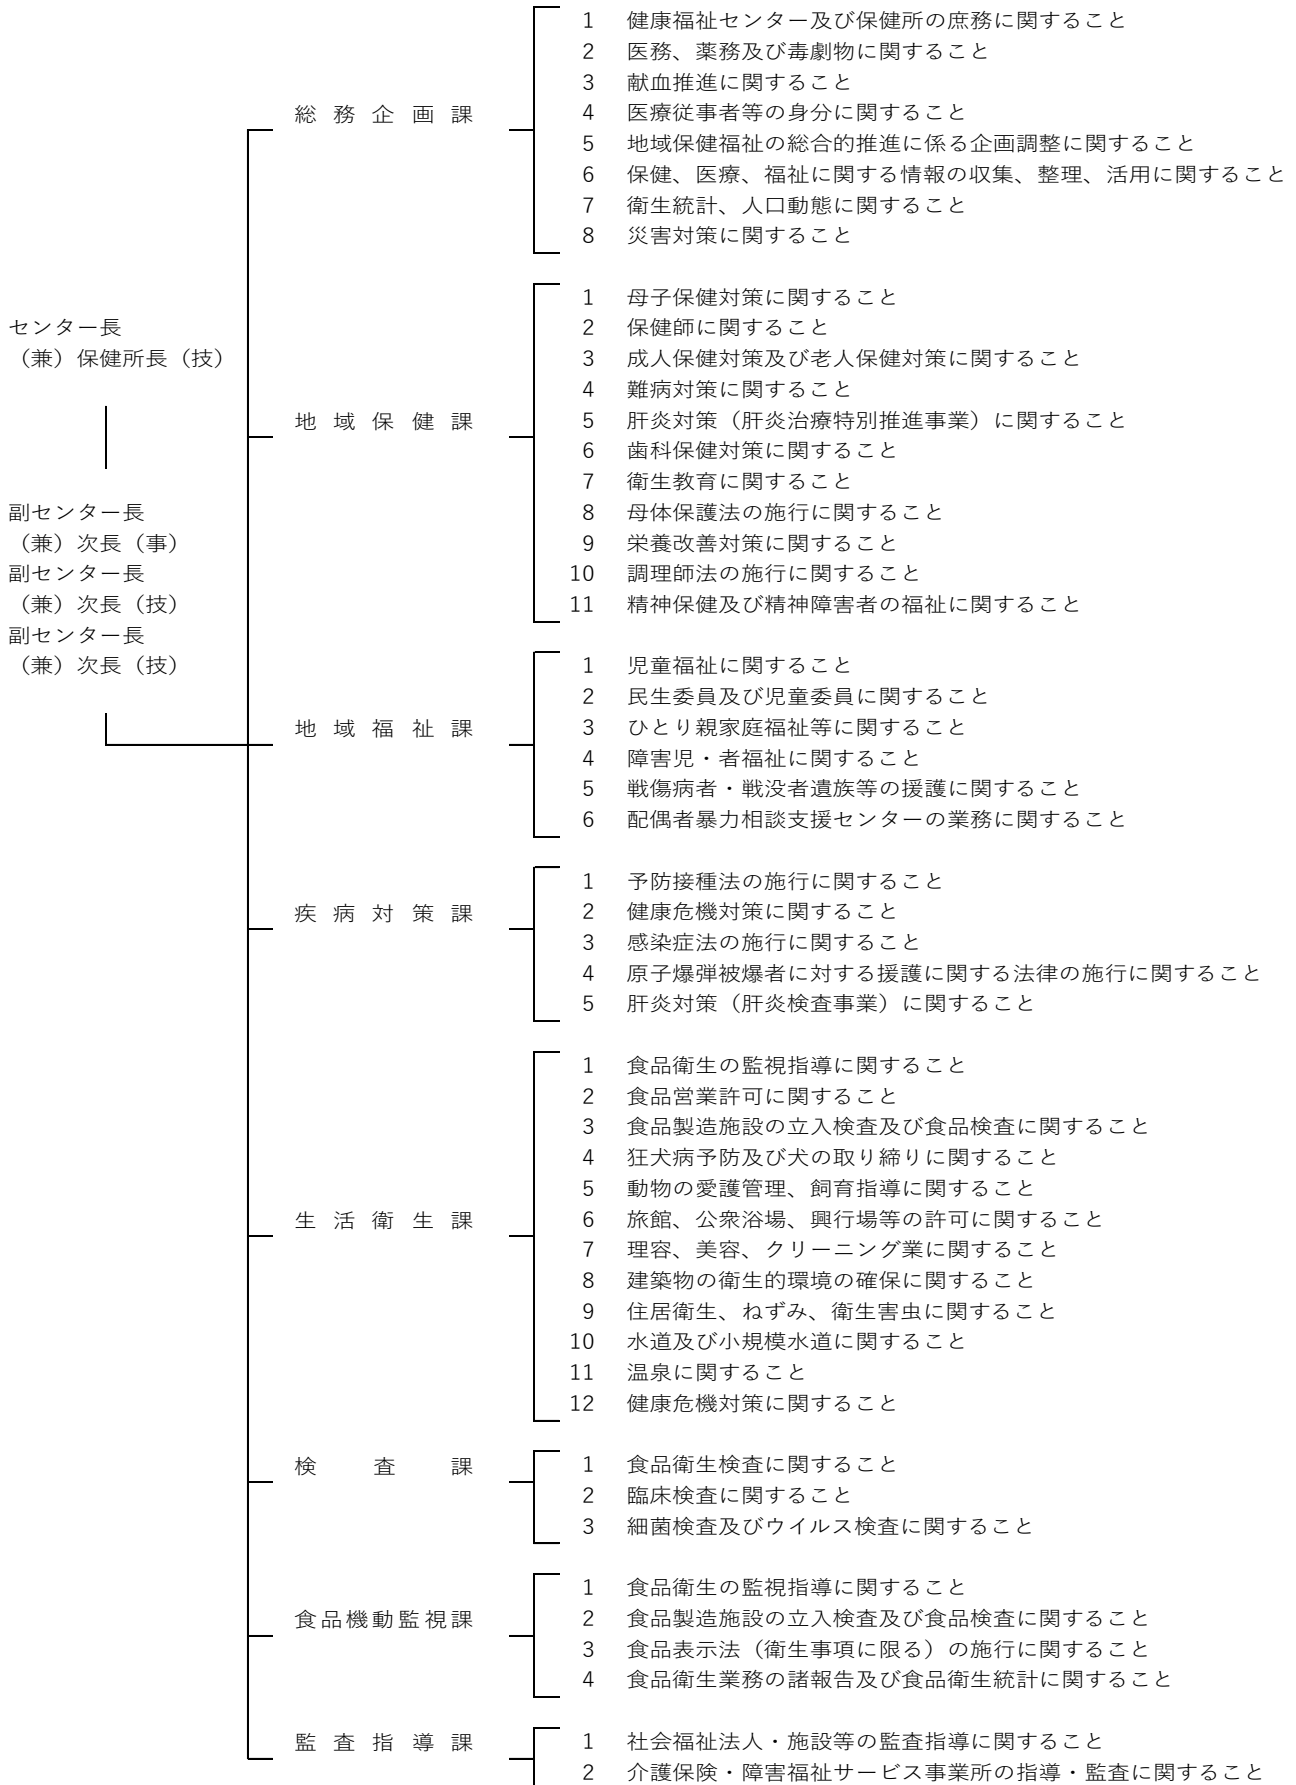 センター長
（兼）保健所長（技）
副センター長
（兼）次長（事）
副センター長
（兼）次長（技）
副センター長
（兼）次長（技）
総務企画課
1 健康福祉センター及び保健所の庶務に関すること
2 医務、薬務及び毒劇物に関すること
3 献血推進に関すること
4 医療従事者等の身分に関すること
5 地域保健福祉の総合的推進に係る企画調整に関すること
6 保健、医療、福祉に関する情報の収集、整理、活用に関すること
7 衛生統計、人口動態に関すること
8 災害対策に関すること
地域保健課
1 母子保健対策に関すること
2 保健師に関すること
3 成人保健対策及び老人保健対策に関すること
4 難病対策に関すること
5 肝炎対策（肝炎治療特別推進事業）に関すること
6 歯科保健対策に関すること
7 衛生教育に関すること
8 母体保護法の施行に関すること
9 栄養改善対策に関すること
10 調理師法の施行に関すること
11 精神保健及び精神障害者の福祉に関すること
地域福祉課
1 児童福祉に関すること
2 民生委員及び児童委員に関すること
3 ひとり親家庭福祉等に関すること
4 障害児・者福祉に関すること
5 戦傷病者・戦没者遺族等の援護に関すること
6 配偶者暴力相談支援センターの業務に関すること
疾病対策課
1 予防接種法の施行に関すること
2 健康危機対策に関すること
3 感染症法の施行に関すること
4 原子爆弾被爆者に対する援護に関する法律の施行に関すること
5 肝炎対策（肝炎検査事業）に関すること
生活衛生課
1 食品衛生の監視指導に関すること
2 食品営業許可に関すること
3 食品製造施設の立入検査及び食品検査に関すること
4 狂犬病予防及び犬の取り締りに関すること
5 動物の愛護管理、飼育指導に関すること
6 旅館、公衆浴場、興行場等の許可に関すること
7 理容、美容、クリーニング業に関すること
8 建築物の衛生的環境の確保に関すること
9 住居衛生、ねずみ、衛生害虫に関すること
10 水道及び小規模水道に関すること
11 温泉に関すること
12 健康危機対策に関すること
検査課
1 食品衛生検査に関すること
2 臨床検査に関すること
3 細菌検査及びウイルス検査に関すること
食品機動監視課
1 食品衛生の監視指導に関すること
2 食品製造施設の立入検査及び食品検査に関すること
3 食品表示法（衛生事項に限る）の施行に関すること
4 食品衛生業務の諸報告及び食品衛生統計に関すること
監査指導課
1 社会福祉法人・施設等の監査指導に関すること
2 介護保険・障害福祉サービス事業所の指導・監査に関すること